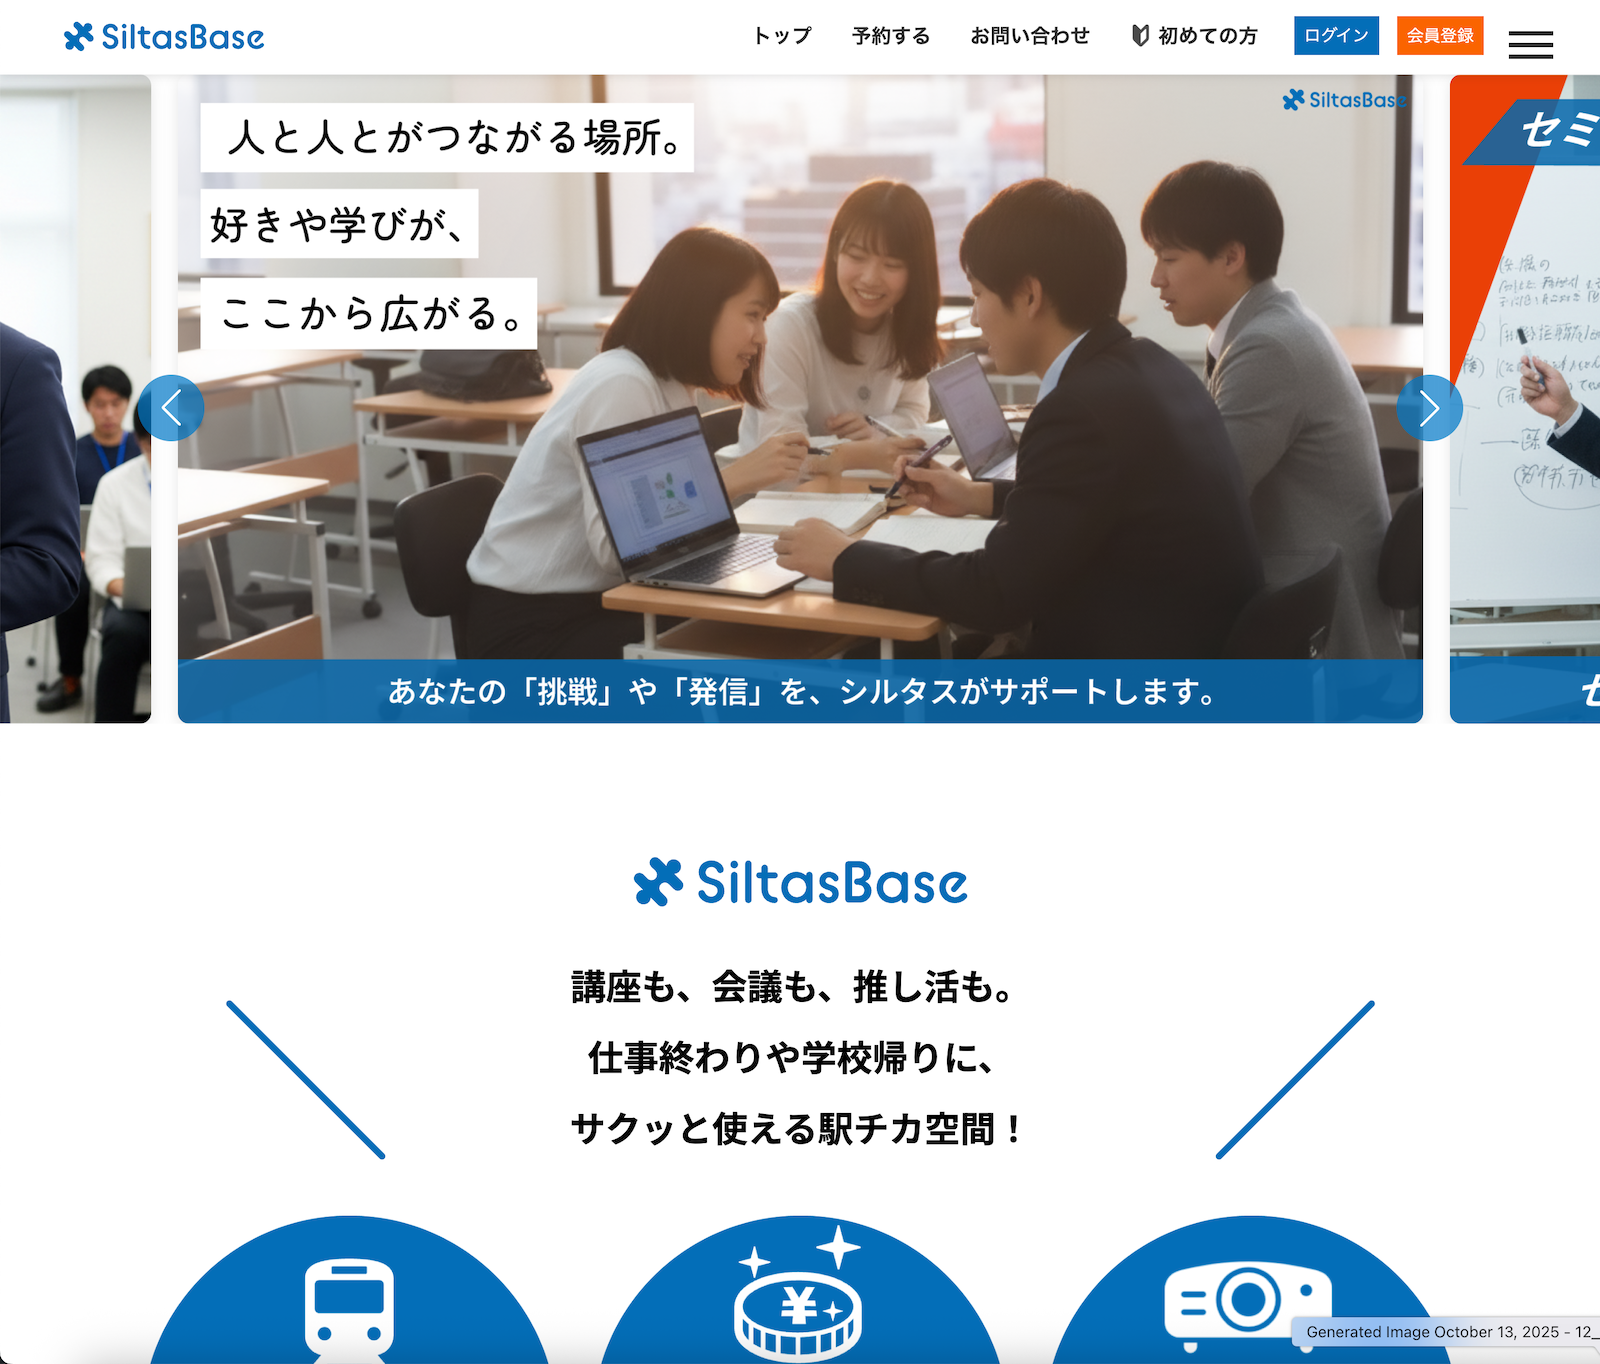 SiltasBase
トップ 予約する お問い合わせ 初めての方 ログイン 会員登録
SiltasBase
人と人とがつながる場所。
好きや学びが、
ここから広がる。
セミ
あなたの「挑戦」や「発信」を、シルタスがサポートします。
セ
SiltasBase
講座も、会議も、推し活も。
仕事終わりや学校帰りに、
サクッと使える駅チカ空間！
¥
Generated Image October 13, 2025 - 12_